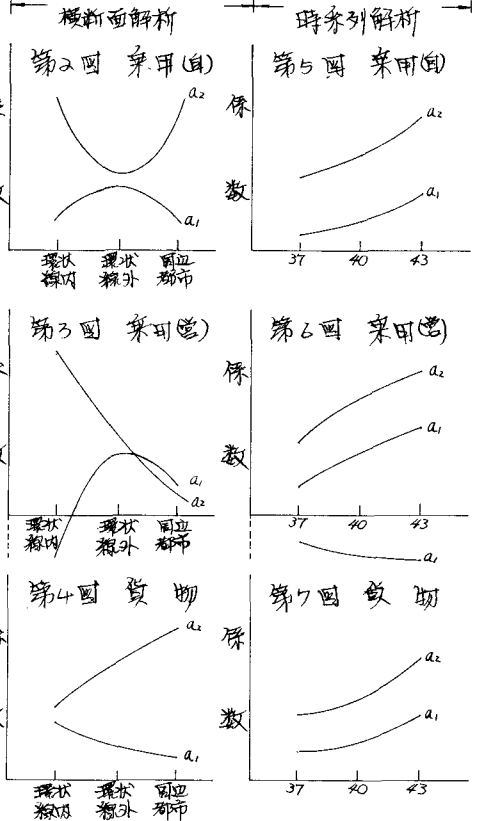 横断面解析
時系列解析
第2図 乗用(自)
a₂
a₁
環状線内
環状線外
周辺都市
第5図 乗用(自)
係数
a₂
a₁
37 40 43
第3図 乗用(営)
a₁
a₂
環状線内
環状線外
周辺都市
第6図 乗用(営)
係数
a₂
a₁
37 40 43
a₁
第4図 貨物
a₂
a₁
環状線内
環状線外
周辺都市
第7図 貨物
係数
a₂
a₁
37 40 43